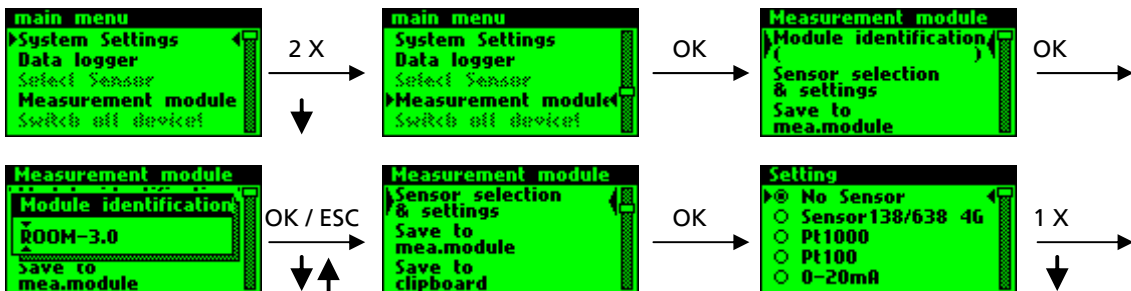 main menu
System Settings
Data logger
Select Sensor
Measurement module
Switch off device!
2 X
main menu
System Settings
Data logger
Select Sensor
Measurement module
Switch off device!
OK
Measurement module
Module identification
( )
Sensor selection
& settings
Save to
mea.module
OK
Measurement module
Module identification
ROOM-3.0
Save to
mea.module
OK / ESC
Measurement module
Sensor selection
& settings
Save to
mea.module
Save to
clipboard
OK
Setting
No Sensor
Sensor138/638 4G
Pt1000
Pt100
0-20mA
1 X